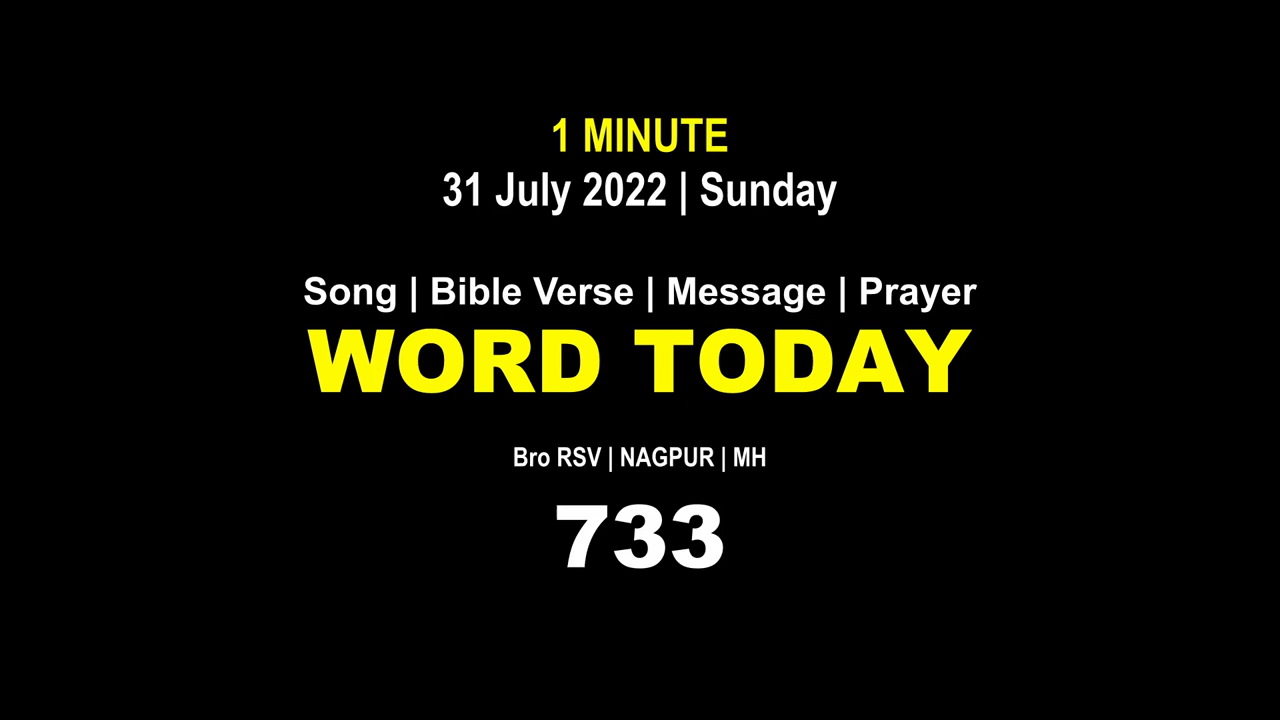 1 MINUTE
31 July 2022 | Sunday
Song | Bible Verse | Message | Prayer
WORD TODAY
Bro RSV | NAGPUR | MH
733